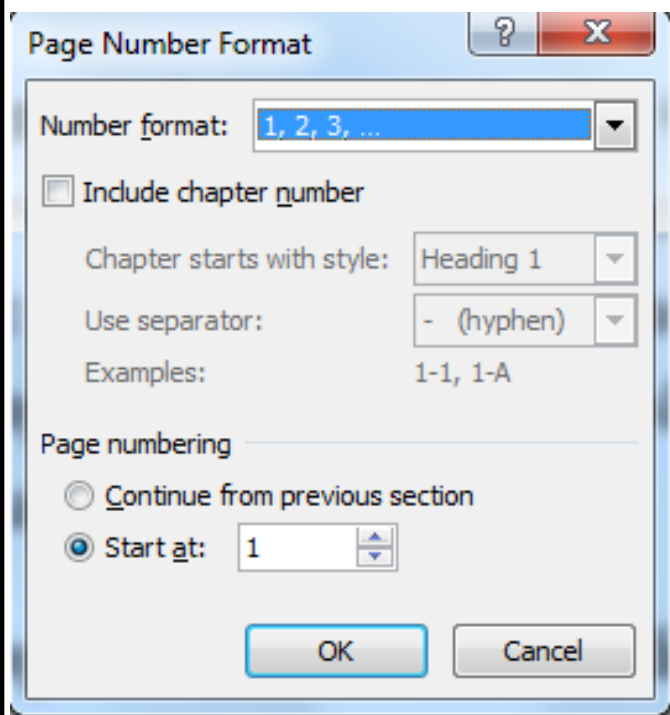 Page Number Format
Number format: 1, 2, 3, ...
Include chapter number
Chapter starts with style: Heading 1
Use separator: - (hyphen)
Examples: 1-1, 1-A
Page numbering
Continue from previous section
Start at: 1
OK Cancel